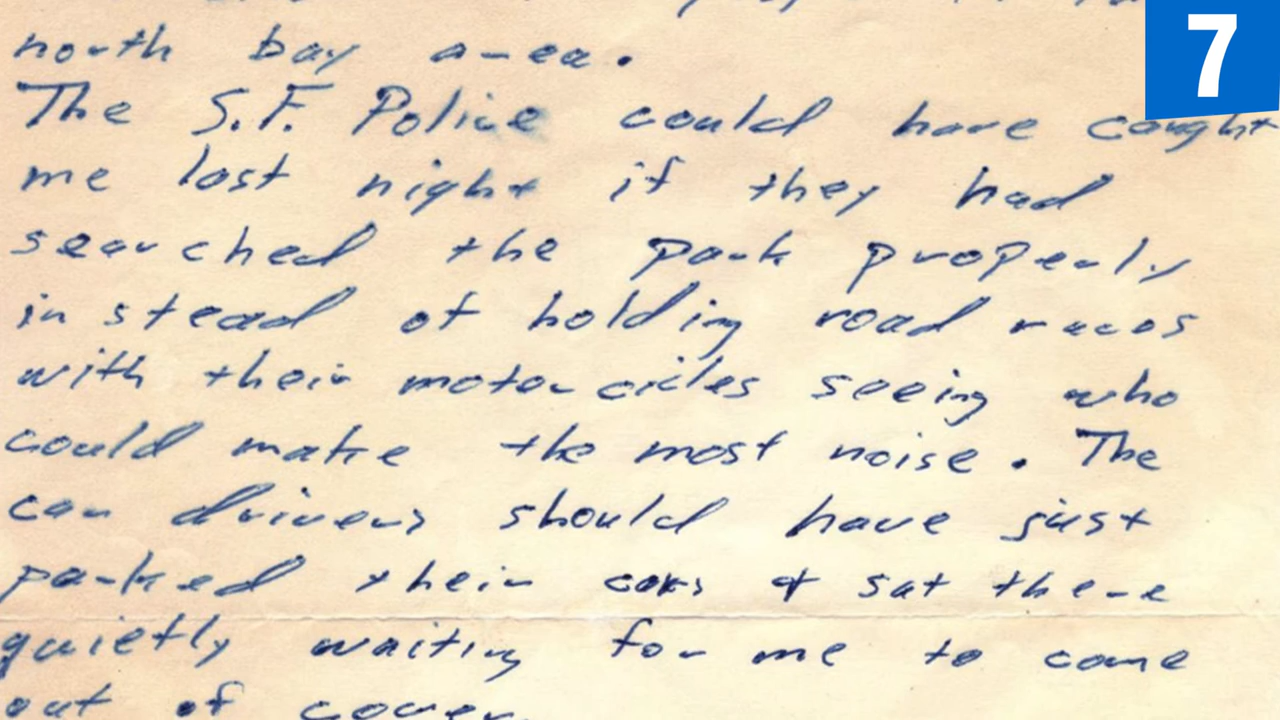 7
north bay area.
The S.F. Police could have caught
me last night if they had
searched the park properly
instead of holding road races
with their motorcicles seeing who
could make the most noise. The
car drivers should have just
parked their cars & sat there
quietly waiting for me to come
out of cover.